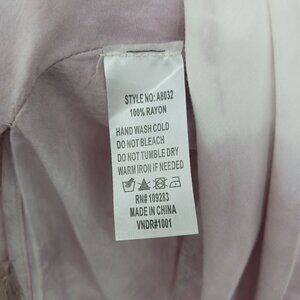 STYLE NO: A8032
100% RAYON
HAND WASH COLD
DO NOT BLEACH
DO NOT TUMBLE DRY
WARM IRON IF NEEDED
RN# 109283
MADE IN CHINA
VNDR#1001